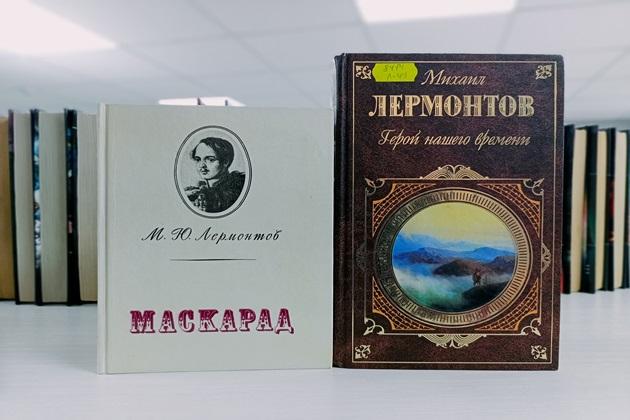 М. Ю. Лермонтов
МАСКАРАД
Михаил
ЛЕРМОНТОВ
Герой нашего времени